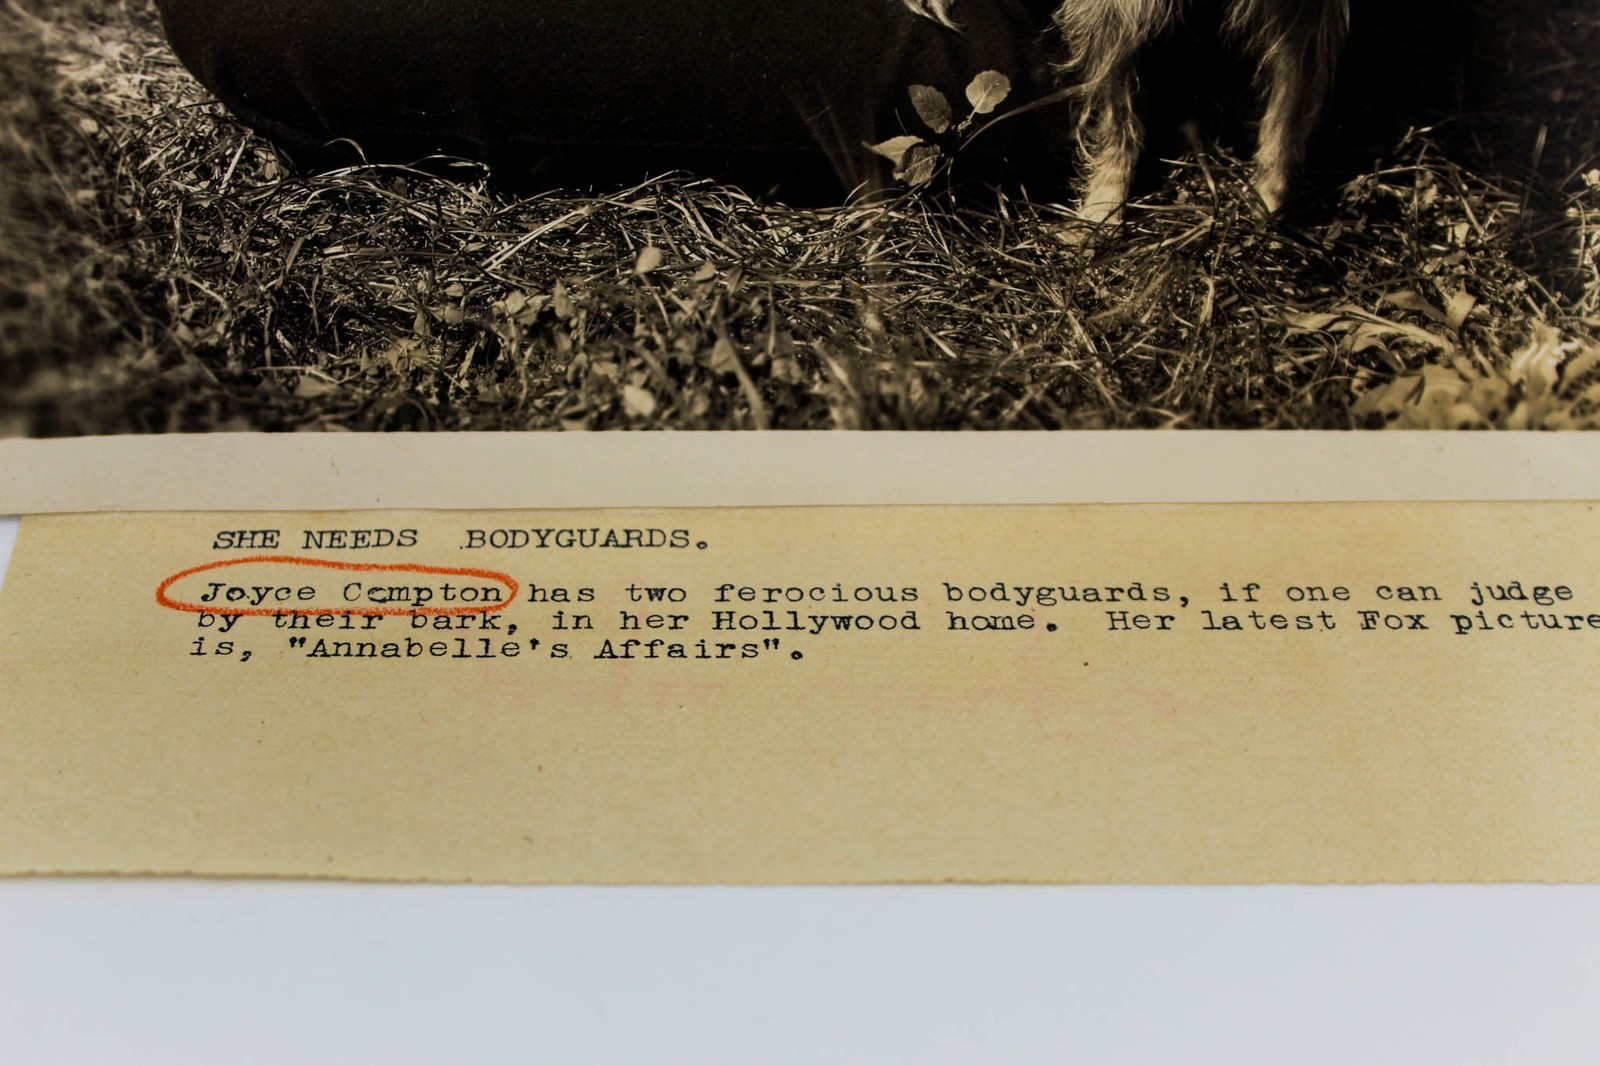 SHE NEEDS BODYGUARDS.
Joyce Compton has two ferocious bodyguards, if one can judge
by their bark, in her Hollywood home. Her latest Fox picture
is, "Annabelle's Affairs".